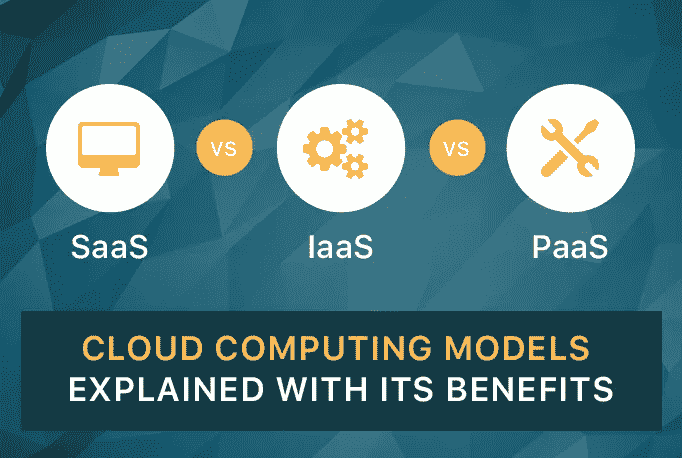 vs vs
SaaS IaaS PaaS
CLOUD COMPUTING MODELS
EXPLAINED WITH ITS BENEFITS